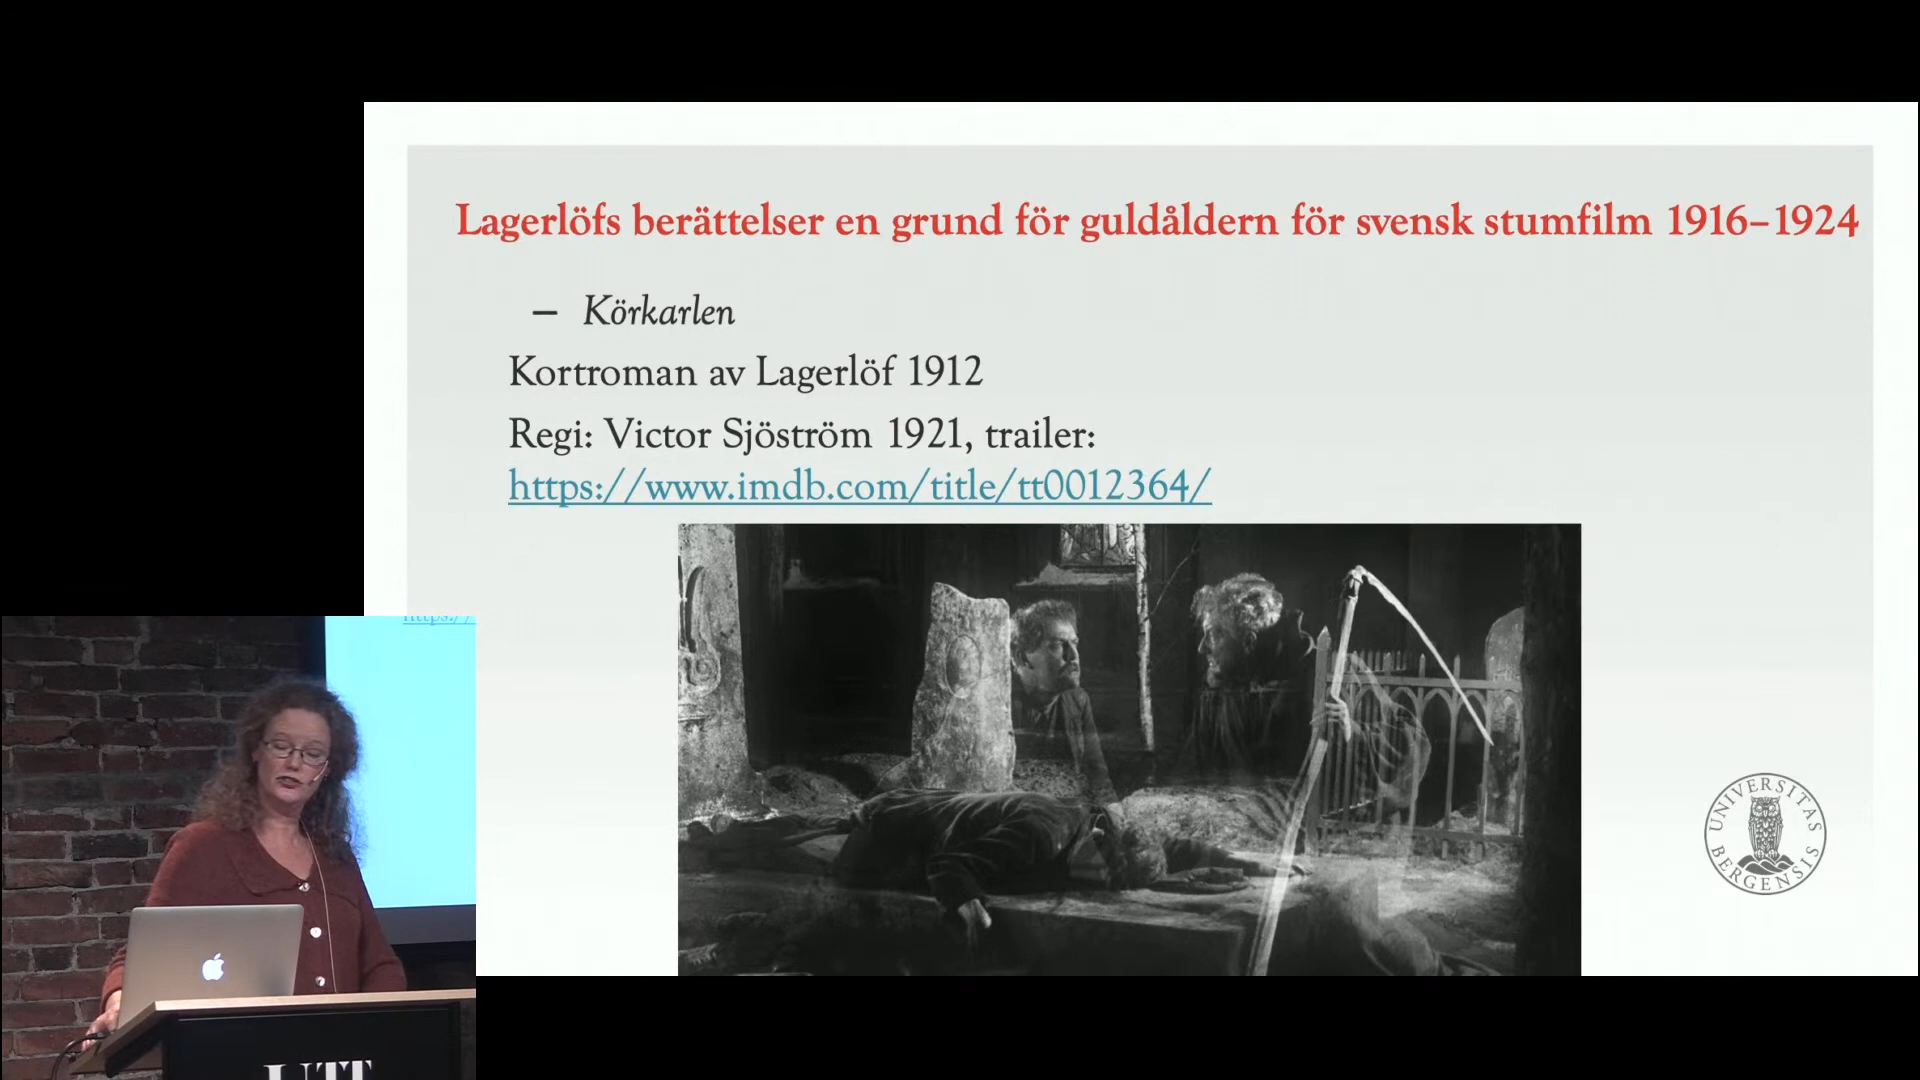 Lagerlöfs berättelser en grund för guldåldern för svensk stumfilm 1916–1924
– Körkarlen
Kortroman av Lagerlöf 1912
Regi: Victor Sjöström 1921, trailer:
https://www.imdb.com/title/tt0012364/
https://
UNIVERSITAS
BERGENSIS